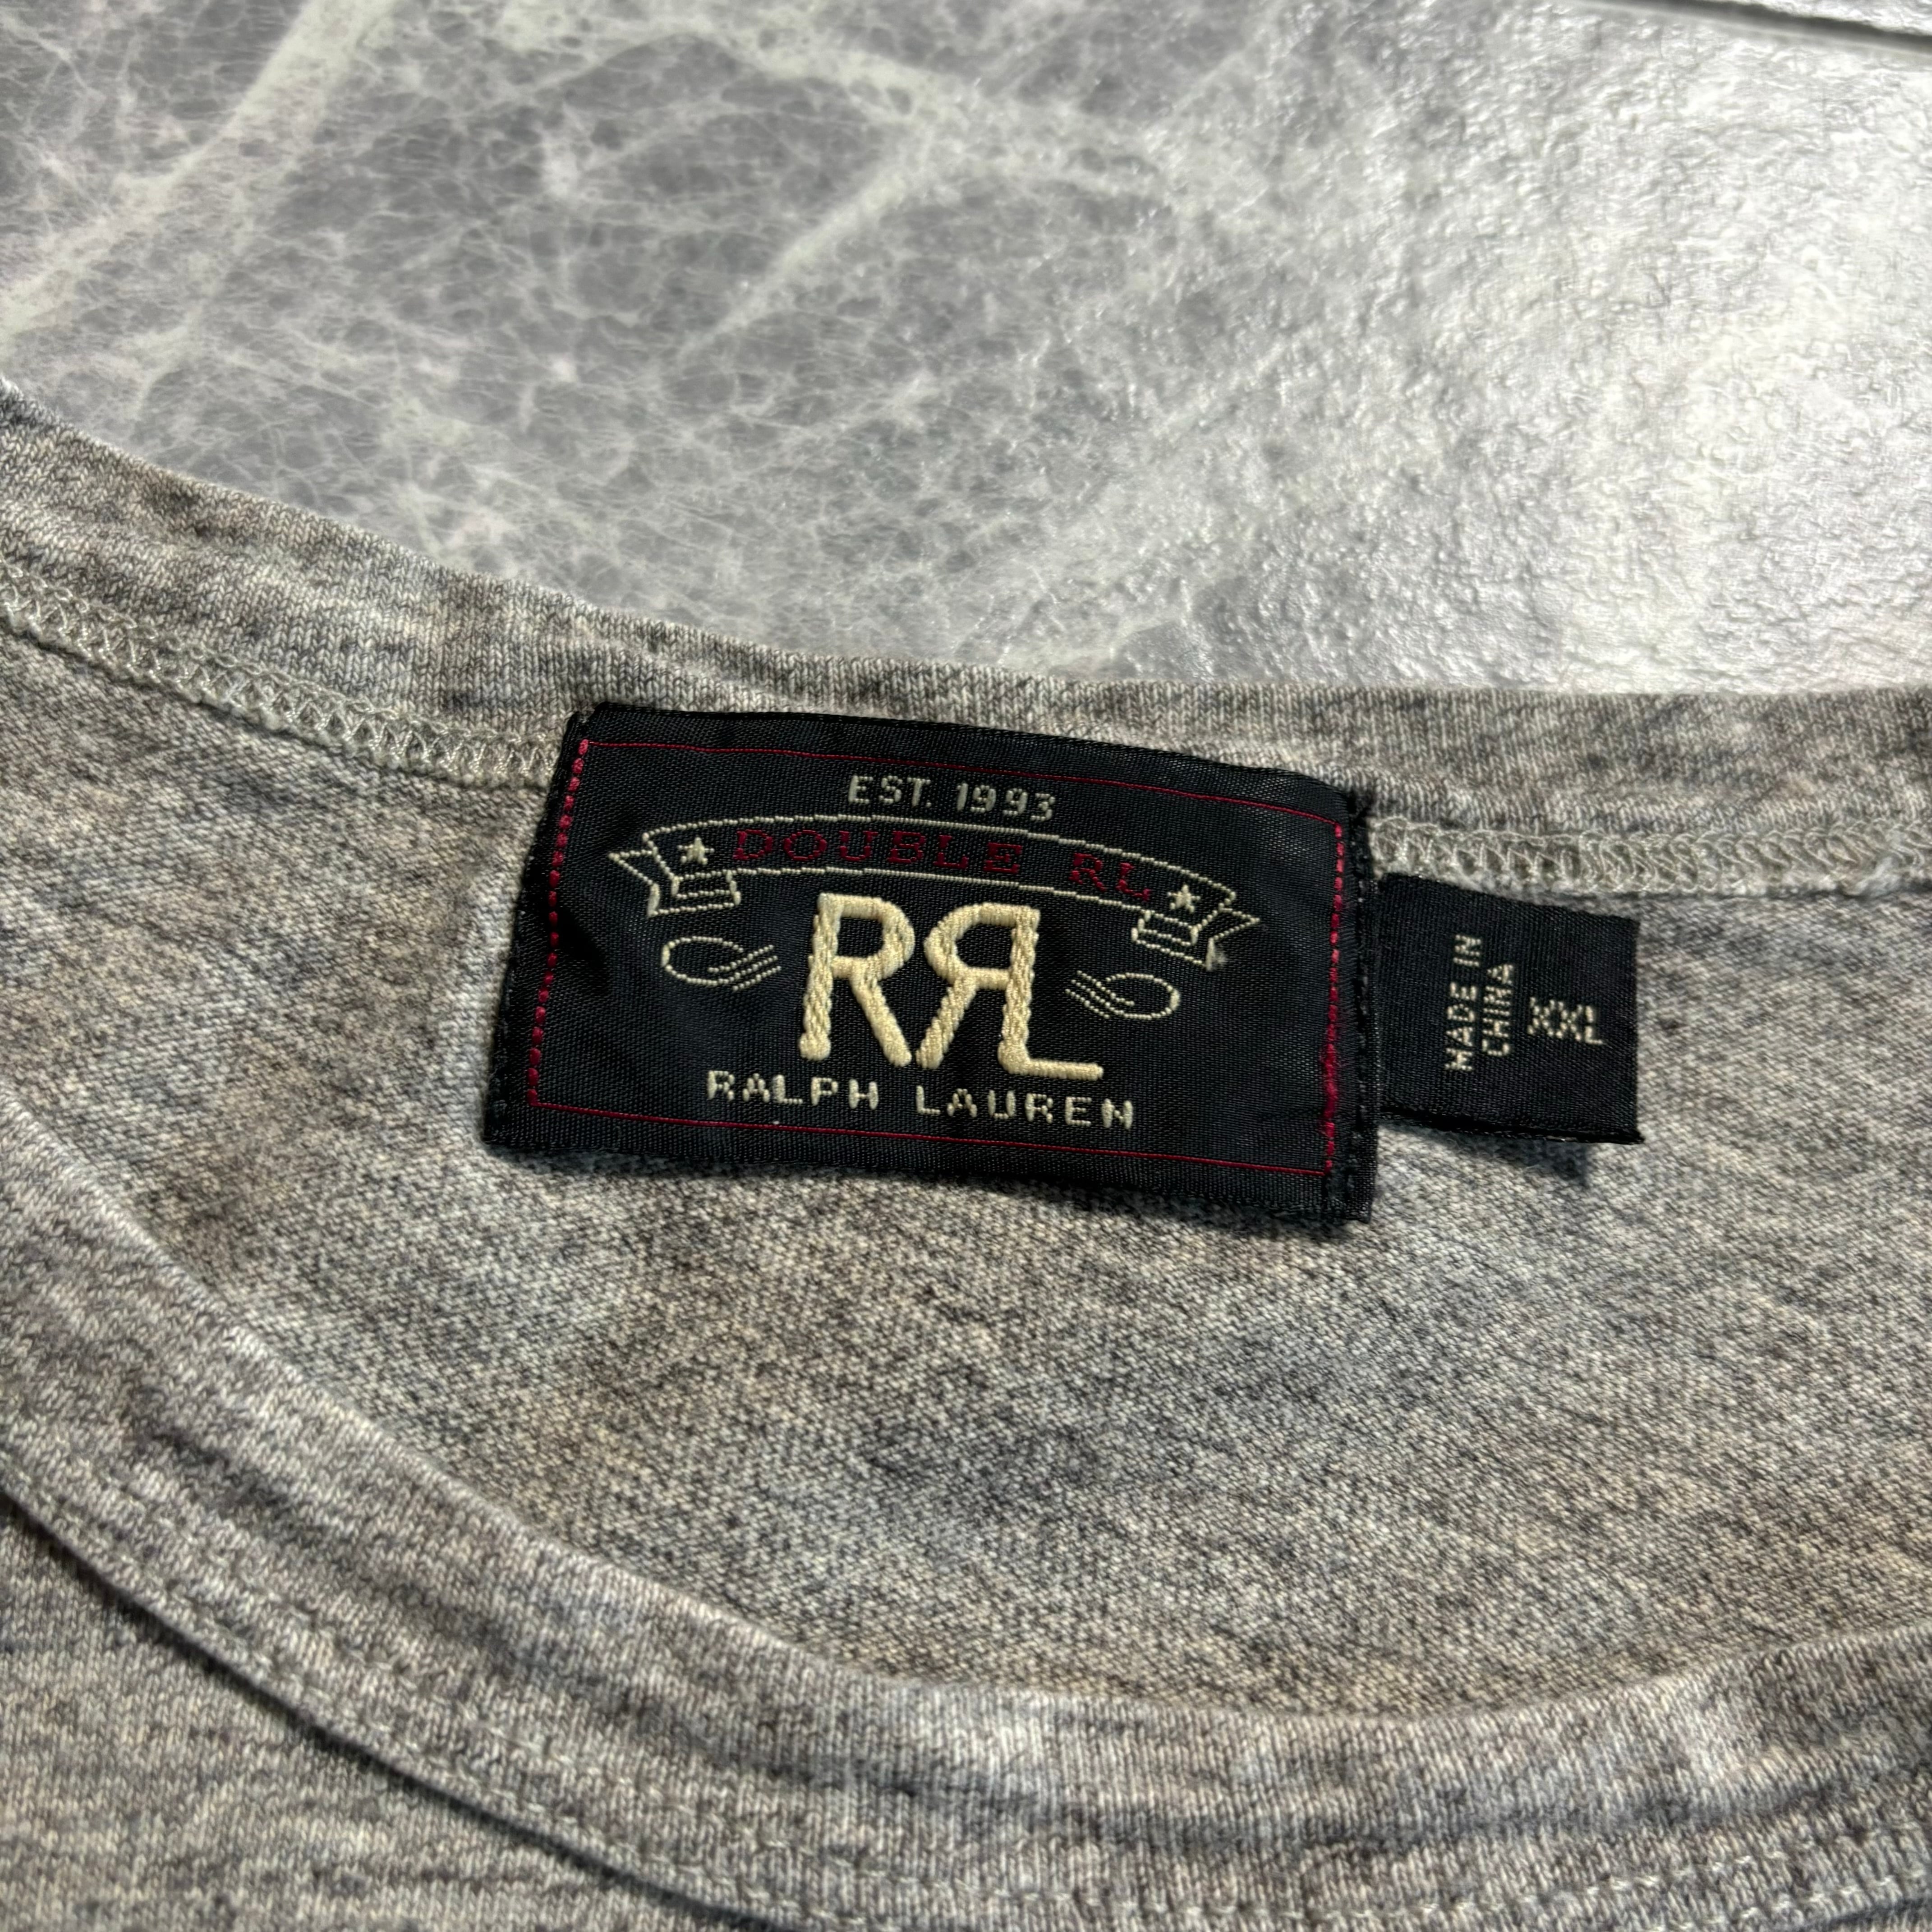 EST. 1993
DOUBLE RL
RRL
RALPH LAUREN
MADE IN
CHINA
XXL